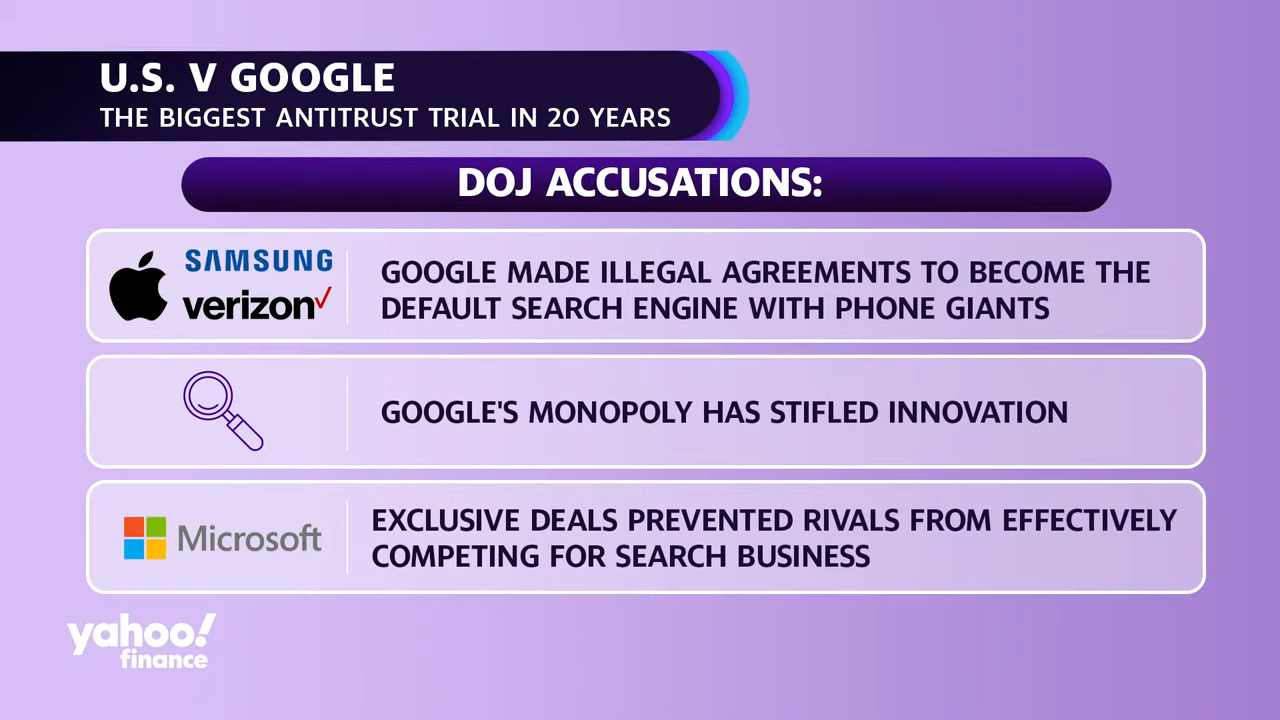 U.S. V GOOGLE
THE BIGGEST ANTITRUST TRIAL IN 20 YEARS
DOJ ACCUSATIONS:
SAMSUNG
verizon✓
GOOGLE MADE ILLEGAL AGREEMENTS TO BECOME THE
DEFAULT SEARCH ENGINE WITH PHONE GIANTS
GOOGLE'S MONOPOLY HAS STIFLED INNOVATION
Microsoft
EXCLUSIVE DEALS PREVENTED RIVALS FROM EFFECTIVELY
COMPETING FOR SEARCH BUSINESS
yahoo!
finance